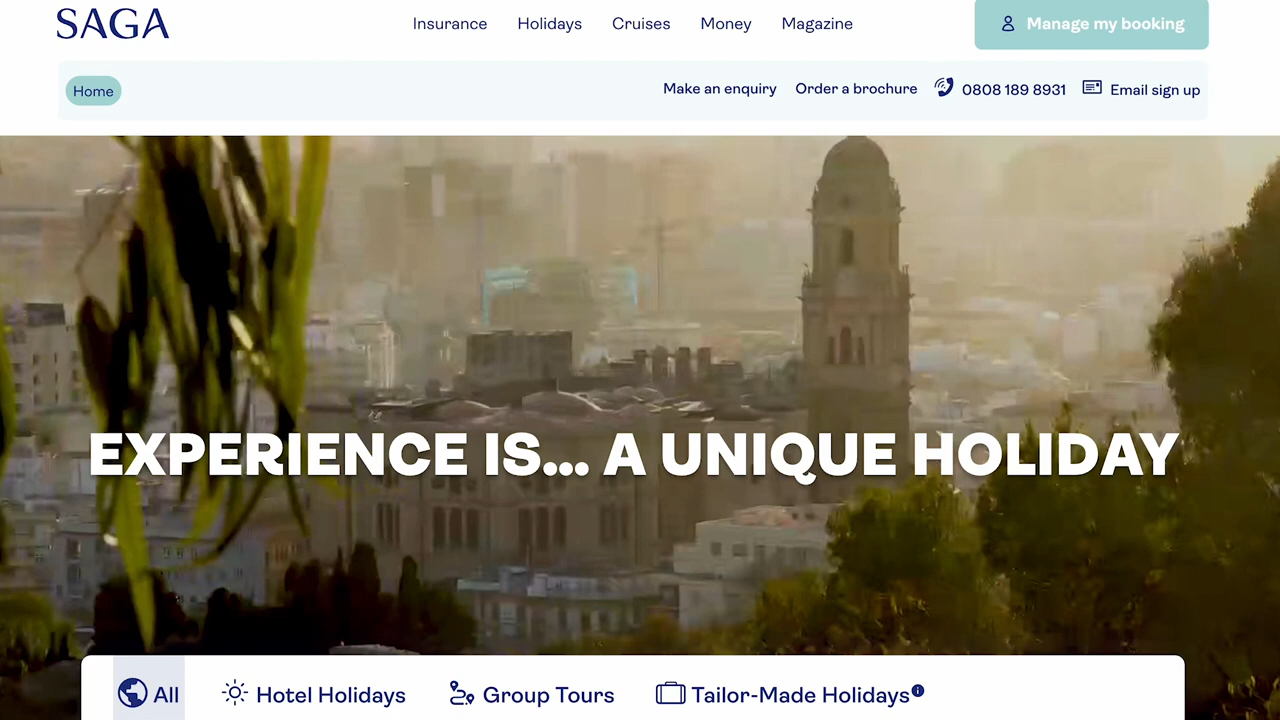 SAGA
Insurance Holidays Cruises Money Magazine
Manage my booking
Home
Make an enquiry Order a brochure 0808 189 8931 Email sign up
EXPERIENCE IS... A UNIQUE HOLIDAY
All Hotel Holidays Group Tours Tailor-Made Holidays